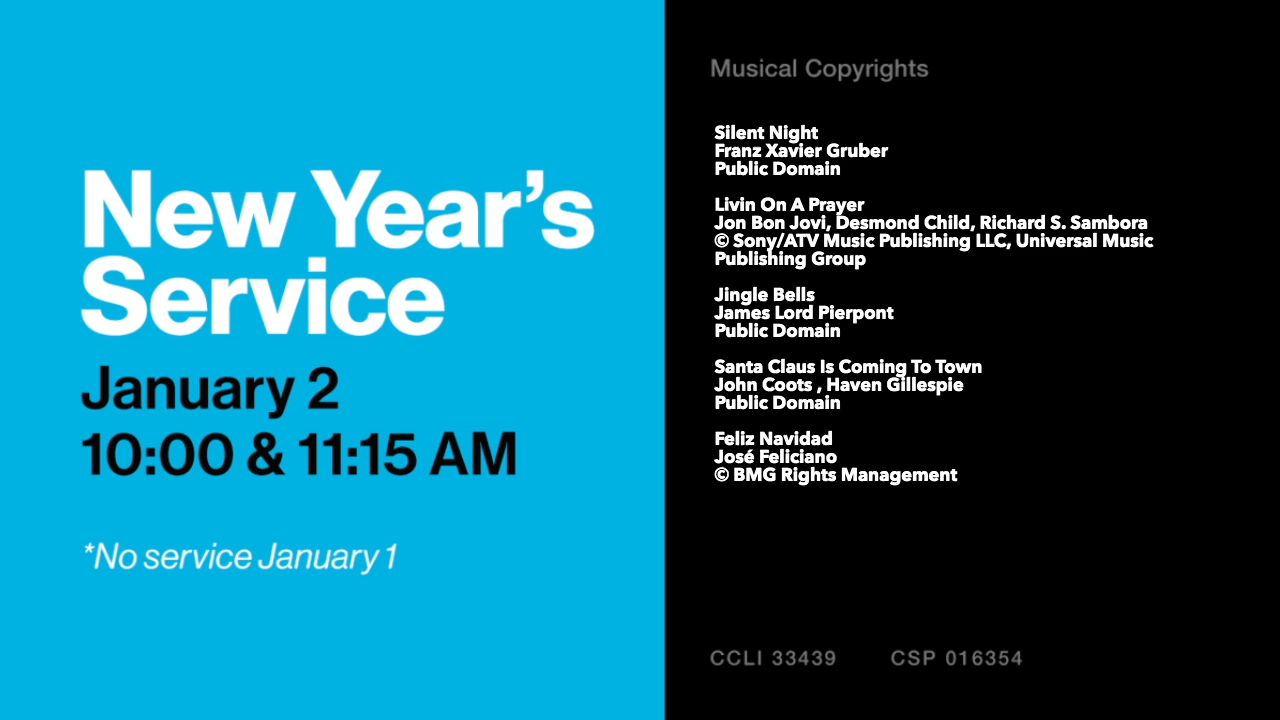 New Year's
Service
January 2
10:00 & 11:15 AM
*No service January 1
Musical Copyrights
Silent Night
Franz Xavier Gruber
Public Domain
Livin On A Prayer
Jon Bon Jovi, Desmond Child, Richard S. Sambora
© Sony/ATV Music Publishing LLC, Universal Music
Publishing Group
Jingle Bells
James Lord Pierpont
Public Domain
Santa Claus Is Coming To Town
John Coots , Haven Gillespie
Public Domain
Feliz Navidad
José Feliciano
© BMG Rights Management
CCLI 33439 CSP 016354